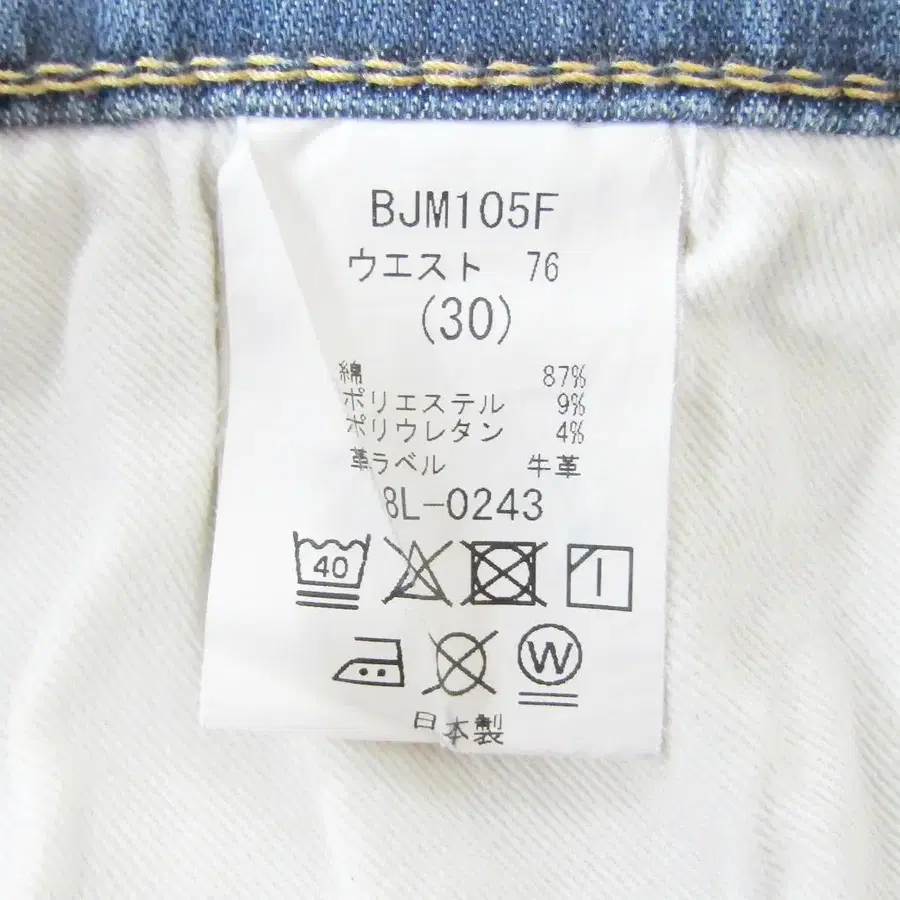 BJM105F
ウエスト 76
(30)
綿 87%
ポリエステル 9%
ポリウレタン 4%
革ラベル 牛革
8L-0243
40
W
日本製